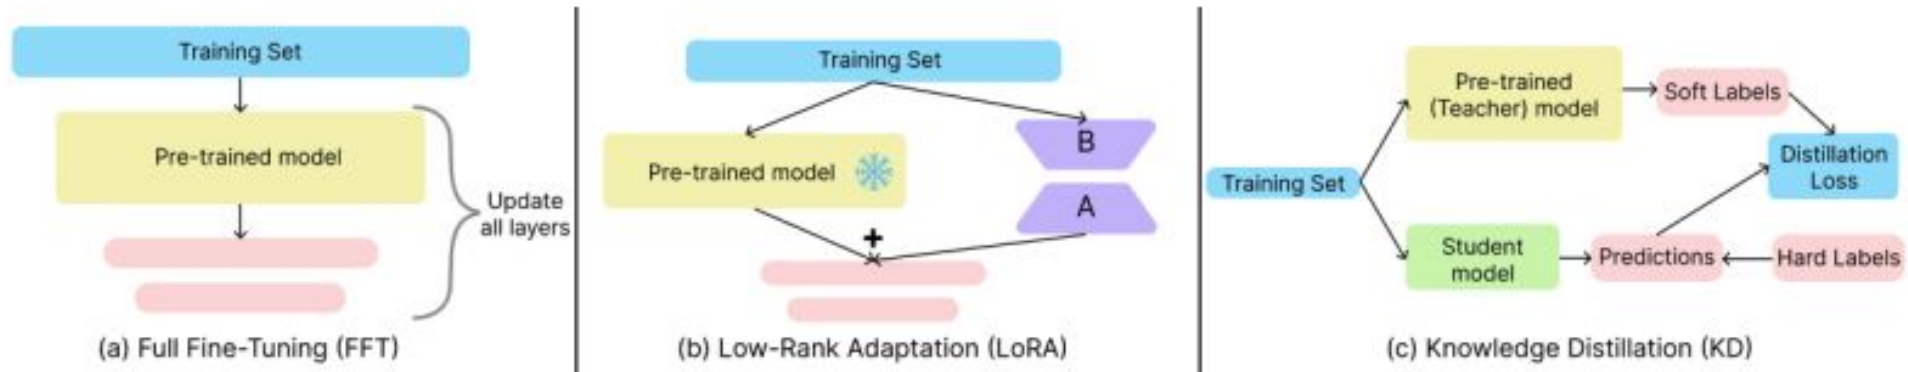 Training Set
Pre-trained model
Update
all layers
(a) Full Fine-Tuning (FFT)
Training Set
Pre-trained model
B
A
+
(b) Low-Rank Adaptation (LoRA)
Training Set
Pre-trained
(Teacher) model
Soft Labels
Distillation
Loss
Student
model
Predictions
Hard Labels
(c) Knowledge Distillation (KD)